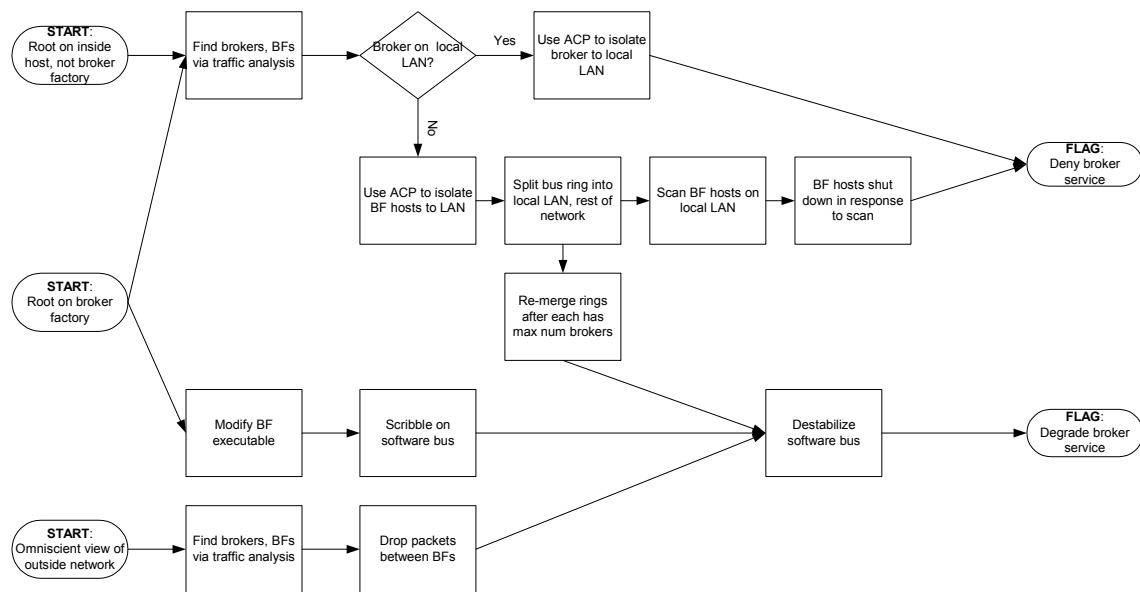 START:
Root on inside
host, not broker
factory
Find brokers, BFs
via traffic analysis
Broker on local
LAN?
Yes
Use ACP to isolate
broker to local
LAN
No
FLAG:
Deny broker
service
Use ACP to isolate
BF hosts to LAN
Split bus ring into
local LAN, rest of
network
Scan BF hosts on
local LAN
BF hosts shut
down in response
to scan
START:
Root on broker
factory
Re-merge rings
after each has
max num brokers
Modify BF
executable
Scribble on
software bus
Destabilize
software bus
FLAG:
Degrade broker
service
START:
Omniscient view of
outside network
Find brokers, BFs
via traffic analysis
Drop packets
between BFs